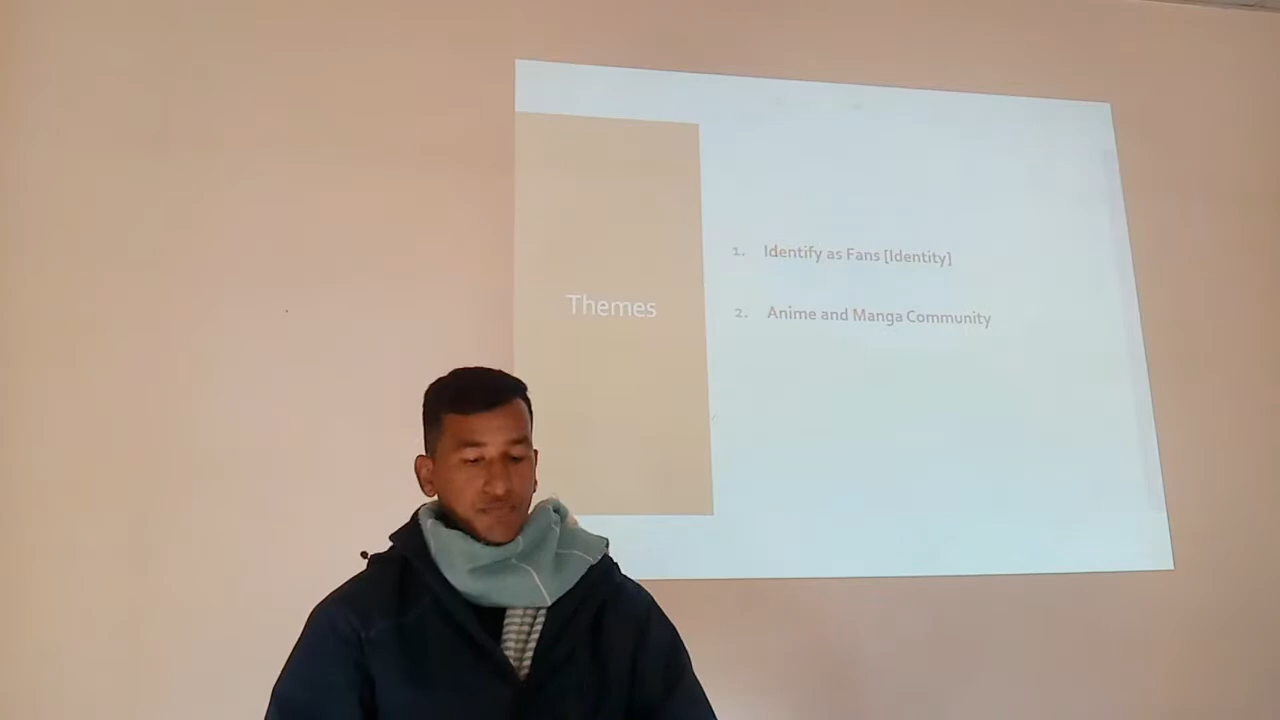 Themes
1. Identify as Fans [Identity]
2. Anime and Manga Community